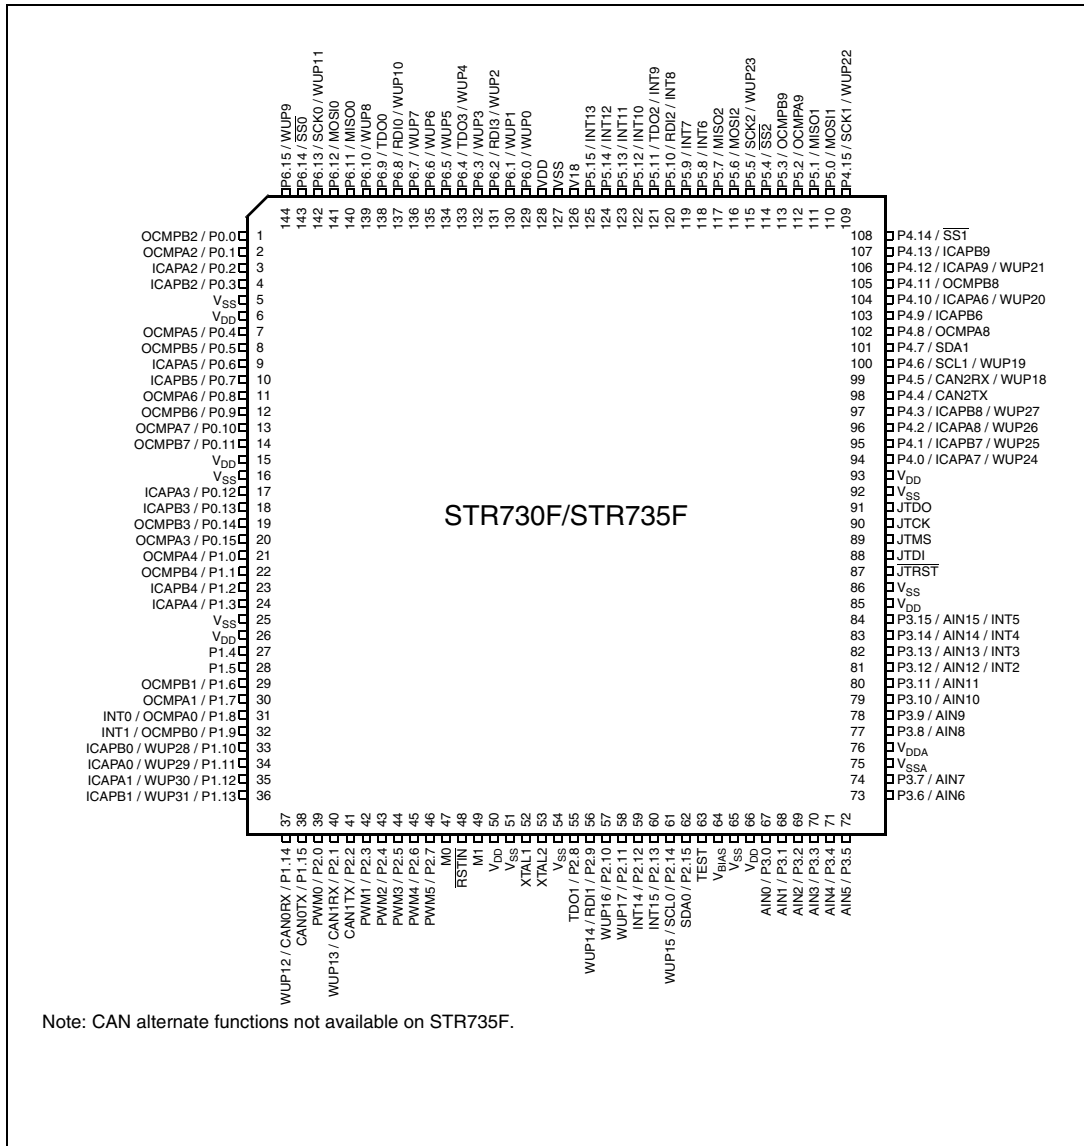 P6.15 / WUP9
P6.14 / SS0
P6.13 / SCK0 / WUP11
P6.12 / MOSI0
P6.11 / MISO0
P6.10 / WUP8
P6.9 / TDO0
P6.8 / RDI0 / WUP10
P6.7 / WUP7
P6.6 / WUP6
P6.5 / WUP5
P6.4 / TDO3 / WUP4
P6.3 / WUP3
P6.2 / RDI3 / WUP2
P6.1 / WUP1
P6.0 / WUP0
VDD
VSS
V18
P5.15 / INT13
P5.14 / INT12
P5.13 / INT11
P5.12 / INT10
P5.11 / TDO2 / INT9
P5.10 / RDI2 / INT8
P5.9 / INT7
P5.8 / INT6
P5.7 / MISO2
P5.6 / MOSI2
P5.5 / SCK2 / WUP23
P5.4 / SS2
P5.3 / OCMPB9
P5.2 / OCMPA9
P5.1 / MISO1
P5.0 / MOSI1
P4.15 / SCK1 / WUP22
144 143 142 141 140 139 138 137 136 135 134 133 132 131 130 129 128 127 126 125 124 123 122 121 120 119 118 117 116 115 114 113 112 111 110 109
OCMPB2 / P0.0 1
OCMPA2 / P0.1 2
ICAPA2 / P0.2 3
ICAPB2 / P0.3 4
VSS 5
VDD 6
OCMPA5 / P0.4 7
OCMPB5 / P0.5 8
ICAPA5 / P0.6 9
ICAPB5 / P0.7 10
OCMPA6 / P0.8 11
OCMPB6 / P0.9 12
OCMPA7 / P0.10 13
OCMPB7 / P0.11 14
VDD 15
VSS 16
ICAPA3 / P0.12 17
ICAPB3 / P0.13 18
OCMPB3 / P0.14 19
OCMPA3 / P0.15 20
OCMPA4 / P1.0 21
OCMPB4 / P1.1 22
ICAPB4 / P1.2 23
ICAPA4 / P1.3 24
VSS 25
VDD 26
P1.4 27
P1.5 28
OCMPB1 / P1.6 29
OCMPA1 / P1.7 30
INT0 / OCMPA0 / P1.8 31
INT1 / OCMPB0 / P1.9 32
ICAPB0 / WUP28 / P1.10 33
ICAPA0 / WUP29 / P1.11 34
ICAPA1 / WUP30 / P1.12 35
ICAPB1 / WUP31 / P1.13 36
STR730F/STR735F
108 P4.14 / SS1
107 P4.13 / ICAPB9
106 P4.12 / ICAPA9 / WUP21
105 P4.11 / OCMPB8
104 P4.10 / ICAPA6 / WUP20
103 P4.9 / ICAPB6
102 P4.8 / OCMPA8
101 P4.7 / SDA1
100 P4.6 / SCL1 / WUP19
99 P4.5 / CAN2RX / WUP18
98 P4.4 / CAN2TX
97 P4.3 / ICAPB8 / WUP27
96 P4.2 / ICAPA8 / WUP26
95 P4.1 / ICAPB7 / WUP25
94 P4.0 / ICAPA7 / WUP24
93 VDD
92 VSS
91 JTDO
90 JTCK
89 JTMS
88 JTDI
87 JTRST
86 VSS
85 VDD
84 P3.15 / AIN15 / INT5
83 P3.14 / AIN14 / INT4
82 P3.13 / AIN13 / INT3
81 P3.12 / AIN12 / INT2
80 P3.11 / AIN11
79 P3.10 / AIN10
78 P3.9 / AIN9
77 P3.8 / AIN8
76 VDDA
75 VSSA
74 P3.7 / AIN7
73 P3.6 / AIN6
37 38 39 40 41 42 43 44 45 46 47 48 49 50 51 52 53 54 55 56 57 58 59 60 61 62 63 64 65 66 67 68 69 70 71 72
WUP12 / CAN0RX / P1.14
CAN0TX / P1.15
PWM0 / P2.0
WUP13 / CAN1RX / P2.1
CAN1TX / P2.2
PWM1 / P2.3
PWM2 / P2.4
PWM3 / P2.5
PWM4 / P2.6
PWM5 / P2.7
M0
RSTIN
M1
VDD
VSS
XTAL1
XTAL2
VSS
TDO1 / P2.8
WUP14 / RDI1 / P2.9
WUP16 / P2.10
WUP17 / P2.11
INT14 / P2.12
INT15 / P2.13
WUP15 / SCL0 / P2.14
SDA0 / P2.15
TEST
VBIAS
VSS
VDD
AIN0 / P3.0
AIN1 / P3.1
AIN2 / P3.2
AIN3 / P3.3
AIN4 / P3.4
AIN5 / P3.5
Note: CAN alternate functions not available on STR735F.